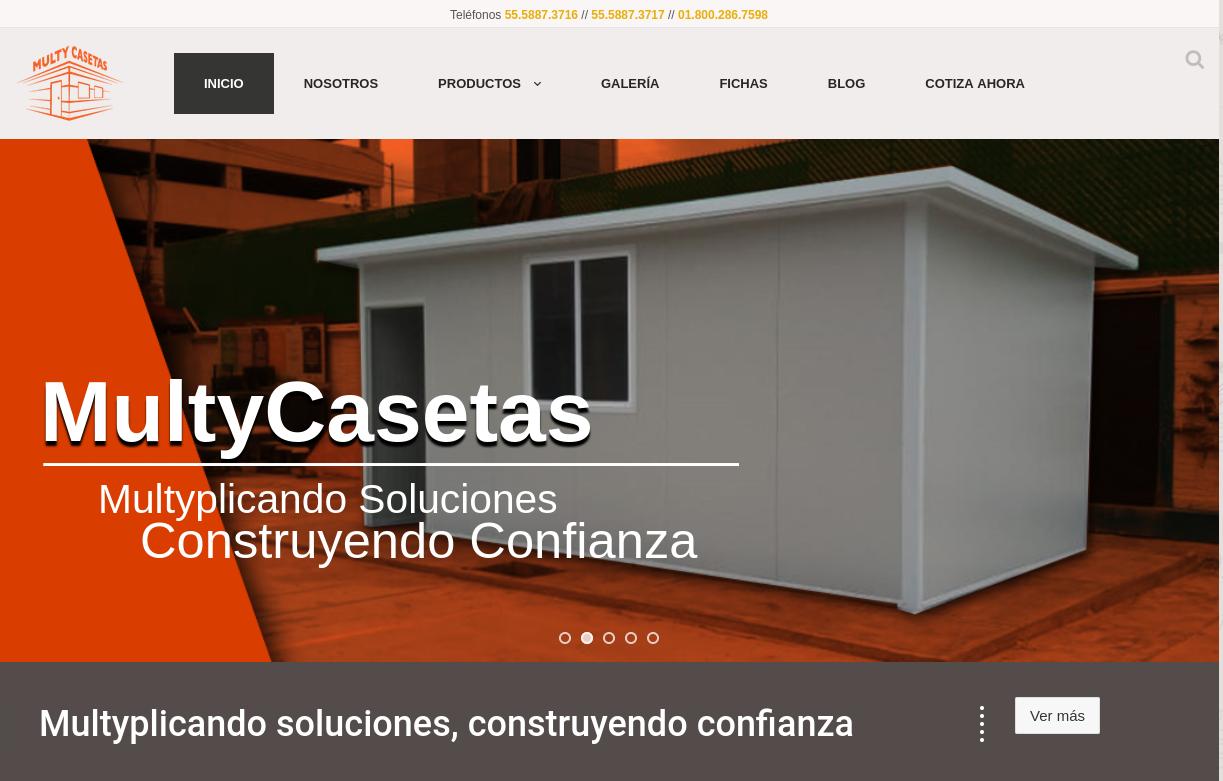 Teléfonos 55.5887.3716 // 55.5887.3717 // 01.800.286.7598
MULTY CASETAS
INICIO NOSOTROS PRODUCTOS GALERÍA FICHAS BLOG COTIZA AHORA
MultyCasetas
Multyplicando Soluciones
Construyendo Confianza
Multyplicando soluciones, construyendo confianza
Ver más